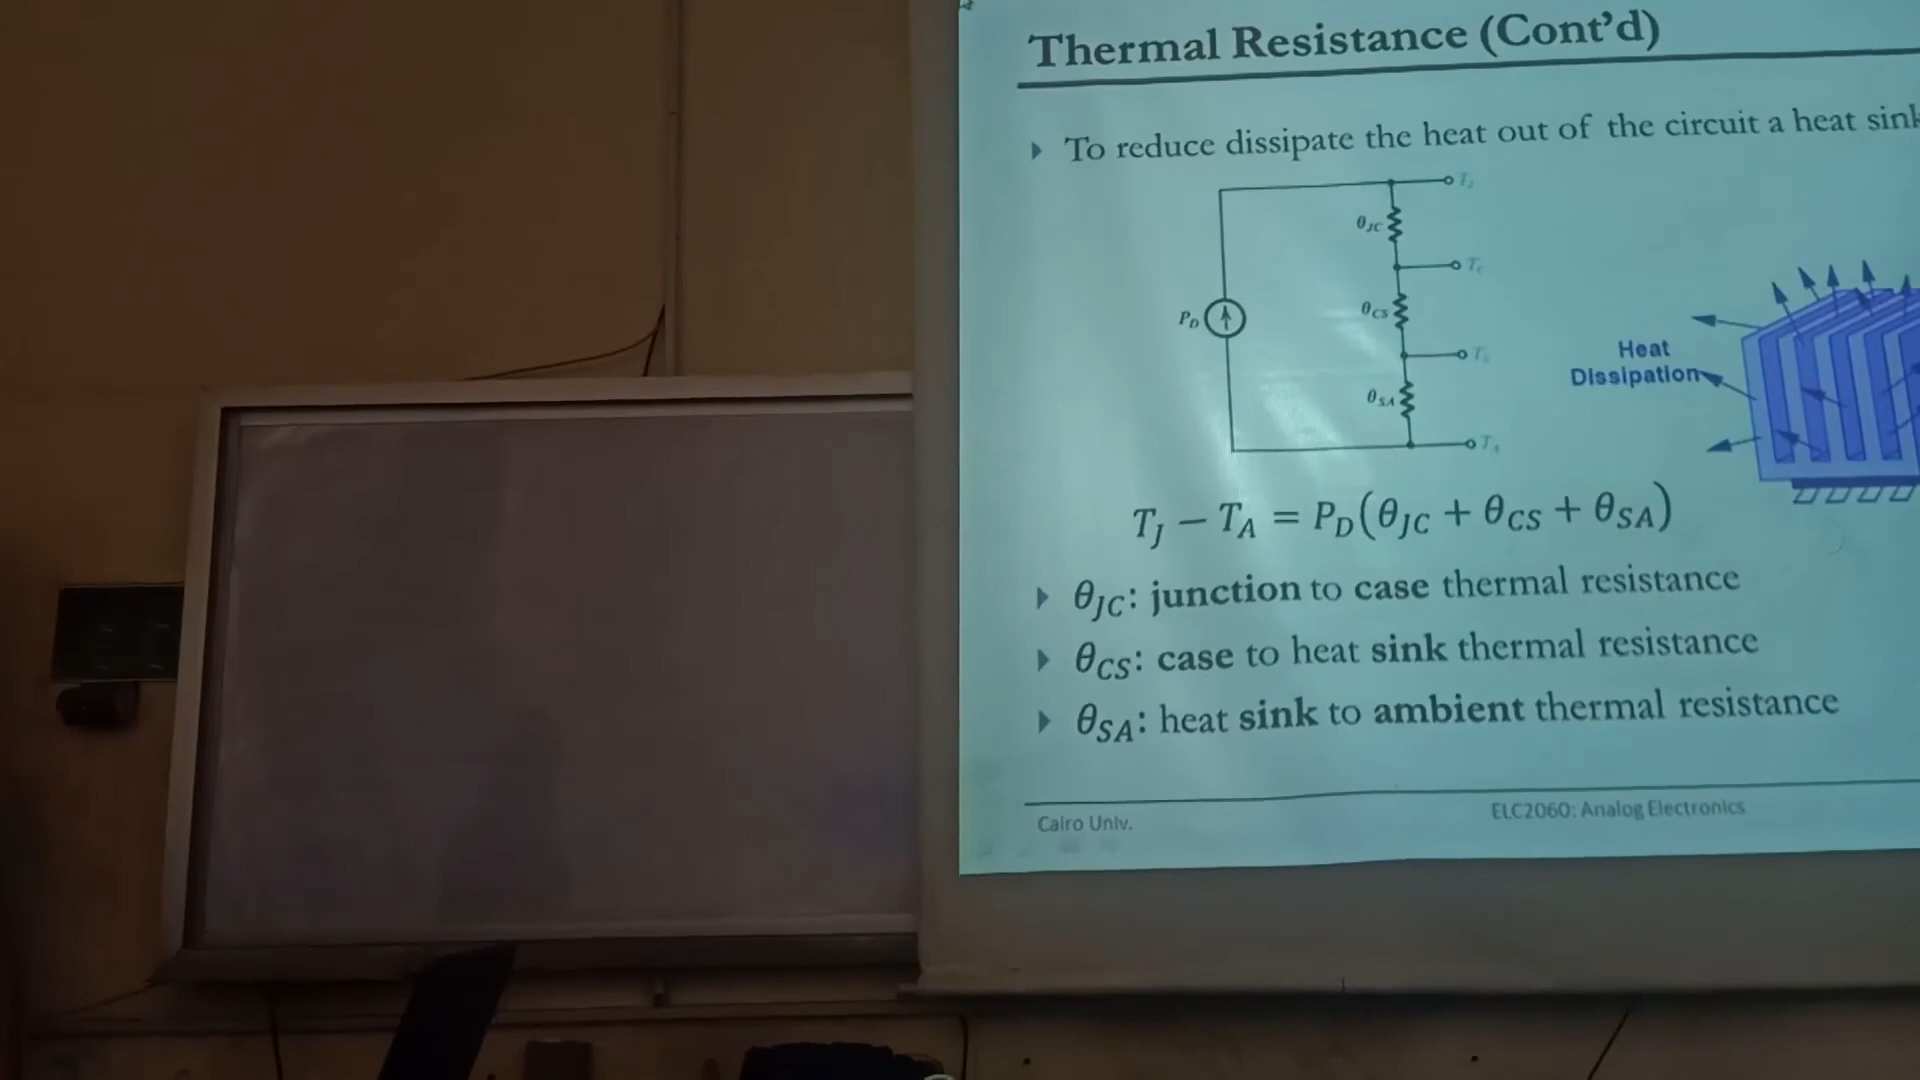 Thermal Resistance (Cont'd)
To reduce dissipate the heat out of the circuit a heat sink
θJC
TC
PD
θCS
Heat
Dissipation
θSA
TJ − TA = PD(θJC + θCS + θSA)
θJC: junction to case thermal resistance
θCS: case to heat sink thermal resistance
θSA: heat sink to ambient thermal resistance
Cairo Univ.
ELC2060: Analog Electronics